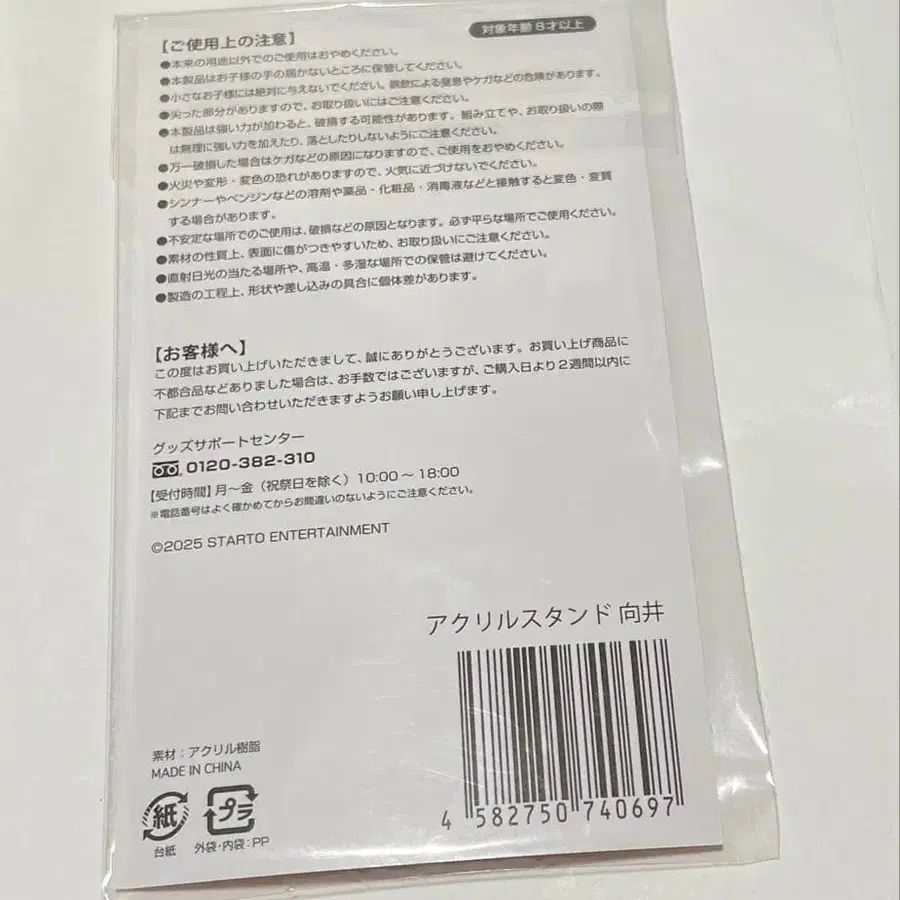 対象年齢8才以上
【ご使用上の注意】
●本来の用途以外でのご使用はおやめください。
●本製品はお子様の手の届かないところに保管してください。
●小さなお子様には絶対に与えないでください。誤飲による窒息やケガなどの危険があります。
●尖った部分がありますので、お取り扱いにはご注意ください。
●本製品は強い力が加わると、破損する可能性があります。組み立てや、お取り扱いの際
は無理に強い力を加えたり、落としたりしないようにご注意ください。
●万一破損した場合はケガなどの原因になりますので、ご使用をおやめください。
●火災や変形・変色の恐れがありますので、火気に近づけないでください。
●シンナーやベンジンなどの溶剤や薬品・化粧品・消毒液などと接触すると変色・変質
する場合があります。
●不安定な場所でのご使用は、破損などの原因となります。必ず平らな場所でご使用ください。
●素材の性質上、表面に傷がつきやすいため、お取り扱いにご注意ください。
●直射日光の当たる場所や、高温・多湿な場所での保管は避けてください。
●製造の工程上、形状や差し込みの具合に個体差があります。
【お客様へ】
この度はお買い上げいただきまして、誠にありがとうございます。お買い上げ商品に
不都合品などありました場合は、お手数ではございますが、ご購入日より2週間以内に
下記までお問い合わせいただきますようお願い申し上げます。
グッズサポートセンター
0120-382-310
【受付時間】月〜金（祝祭日を除く）10:00〜18:00
※電話番号はよく確かめてからお間違いのないようにご注意ください。
©2025 STARTO ENTERTAINMENT
アクリルスタンド 向井
4 582750 740697
素材：アクリル樹脂
MADE IN CHINA
紙 プラ
台紙 外袋・内袋：PP